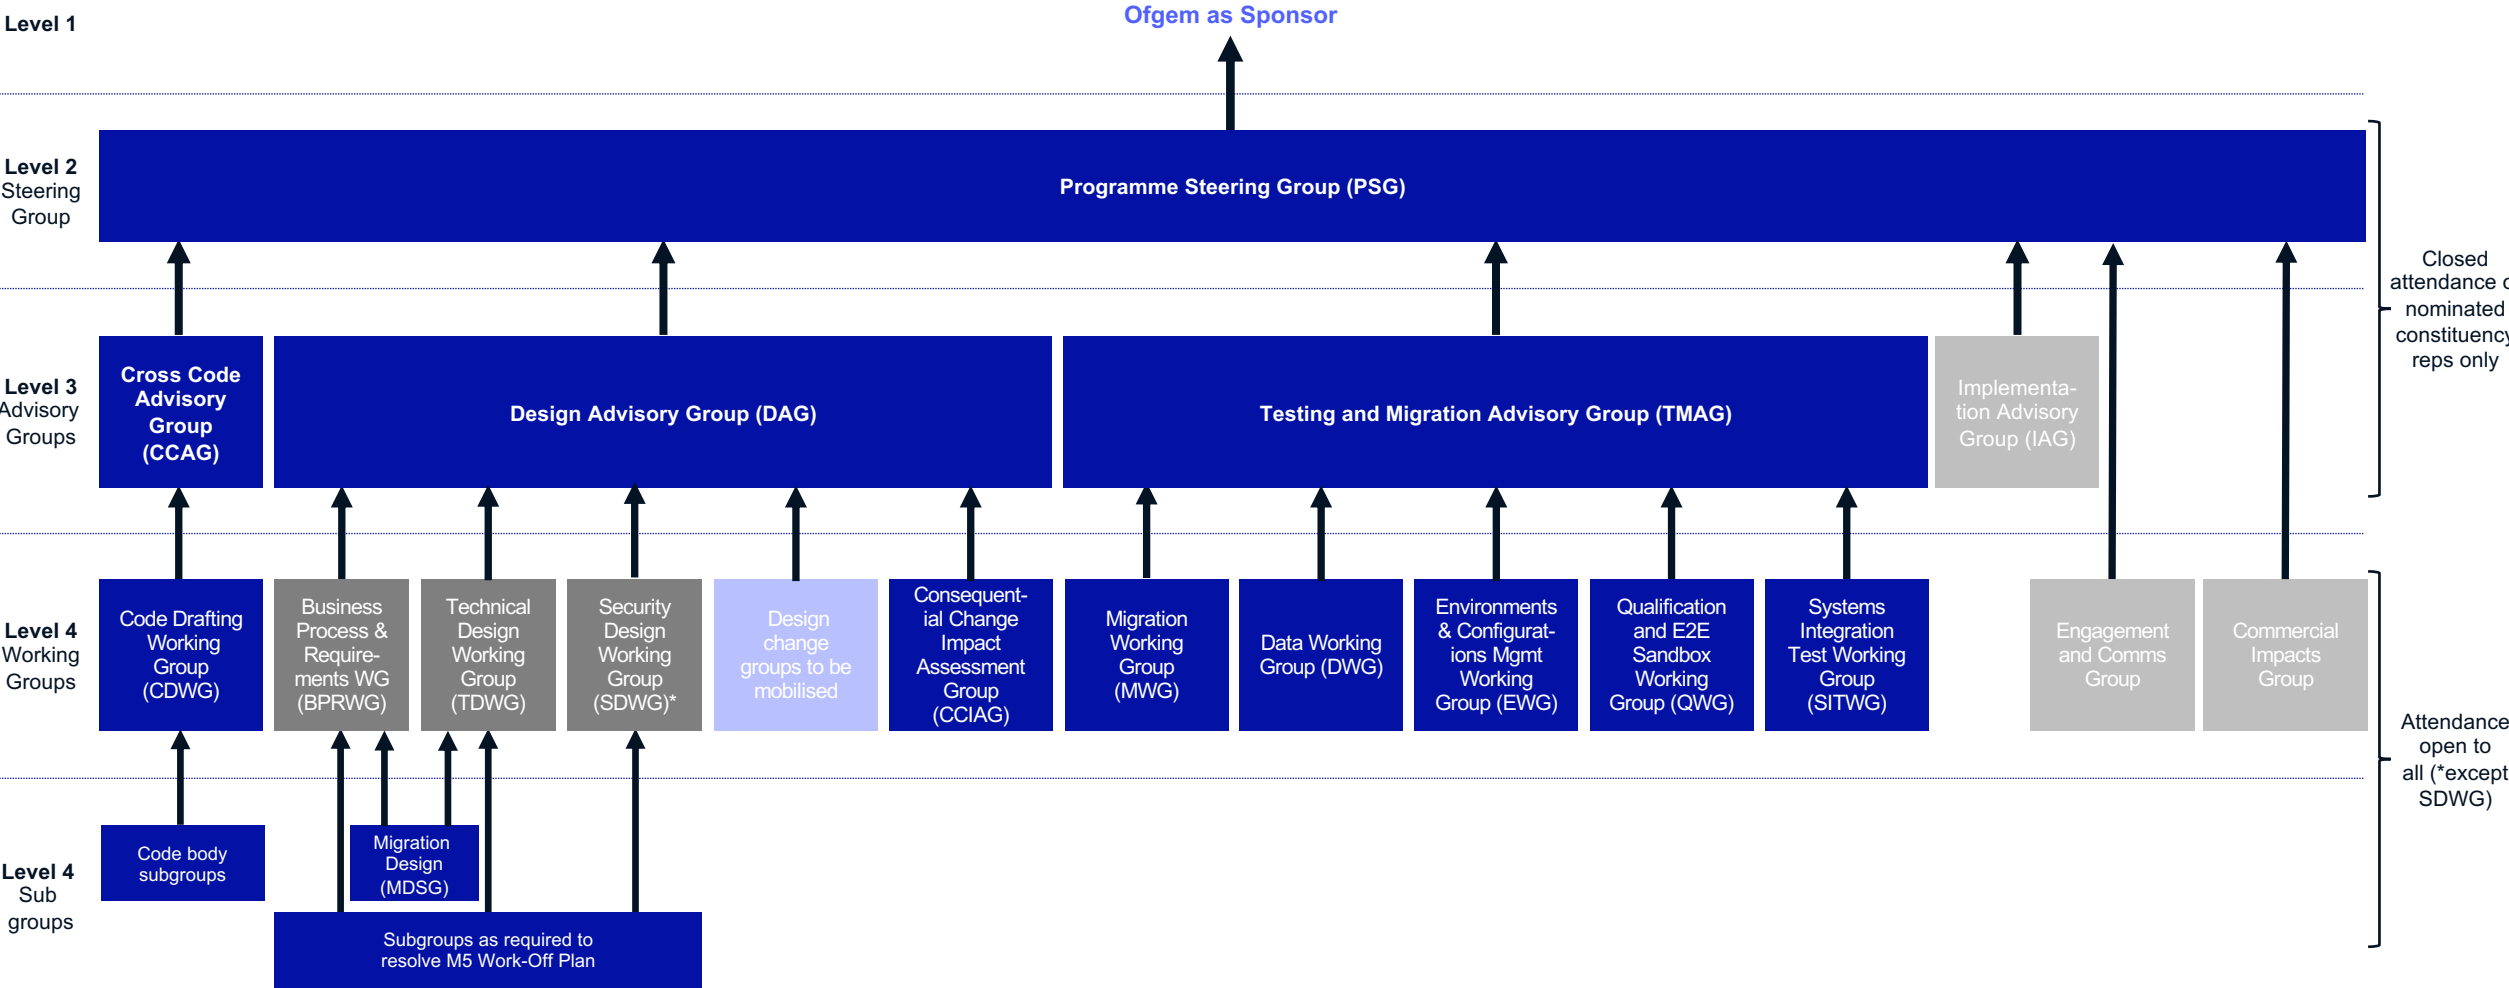 Level 1
Ofgem as Sponsor
Level 2
Steering
Group
Programme Steering Group (PSG)
Closed
attendance
nominated
constituency
reps only
Level 3
Advisory
Groups
Cross Code
Advisory
Group
(CCAG)
Design Advisory Group (DAG)
Testing and Migration Advisory Group (TMAG)
Implementa-
tion Advisory
Group (IAG)
Level 4
Working
Groups
Code Drafting
Working
Group
(CDWG)
Business
Process &
Require-
ments WG
(BPRWG)
Technical
Design
Working
Group
(TDWG)
Security
Design
Working
Group
(SDWG)*
Design
change
groups to be
mobilised
Consequent-
ial Change
Impact
Assessment
Group
(CCIAG)
Migration
Working
Group
(MWG)
Data Working
Group (DWG)
Environments
& Configurat-
ions Mgmt
Working
Group (EWG)
Qualification
and E2E
Sandbox
Working
Group (QWG)
Systems
Integration
Test Working
Group
(SITWG)
Engagement
and Comms
Group
Commercial
Impacts
Group
Attendance
open to
all (*except
SDWG)
Level 4
Sub
groups
Code body
subgroups
Migration
Design
(MDSG)
Subgroups as required to
resolve M5 Work-Off Plan